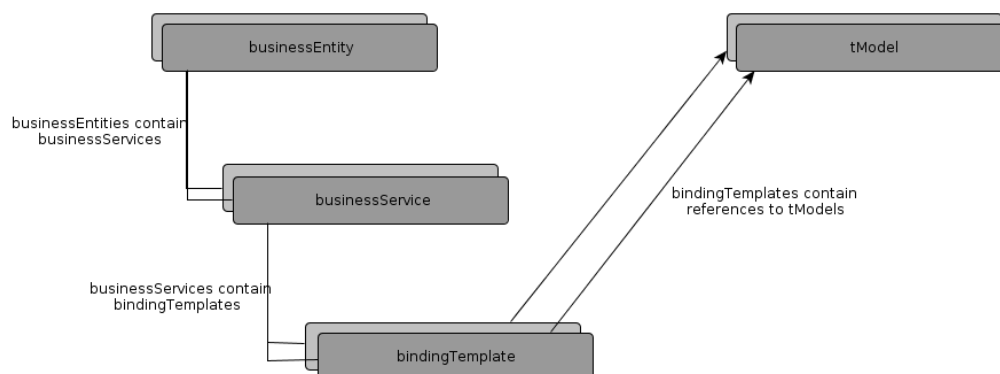 businessEntity
tModel
businessEntities contain
businessServices
businessService
bindingTemplates contain
references to tModels
businessServices contain
bindingTemplates
bindingTemplate